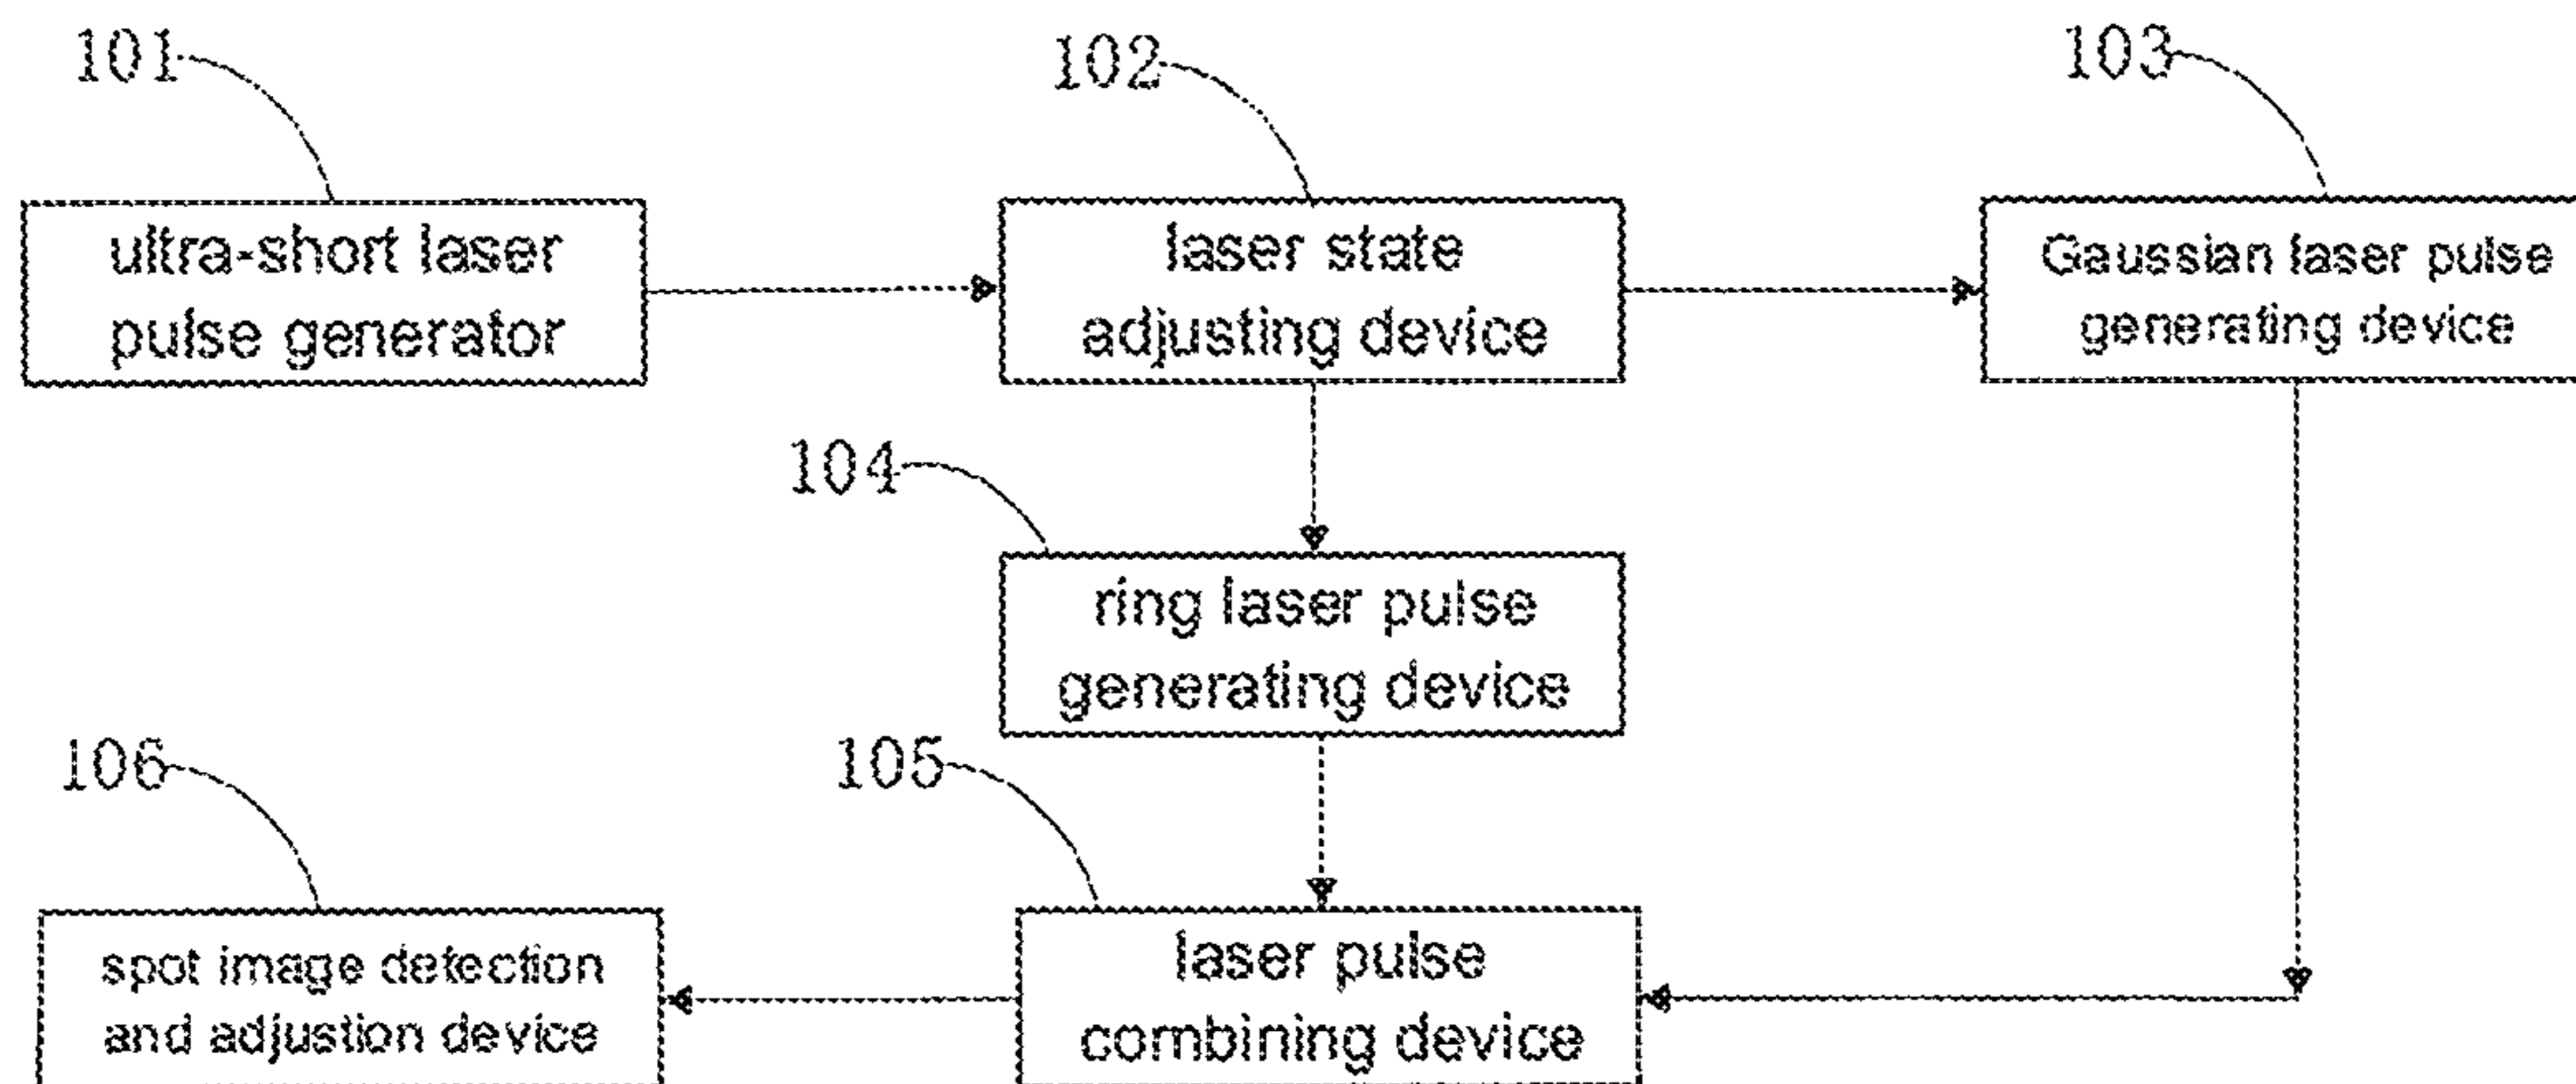 101
102
103
ultra-short laser
pulse generator
laser state
adjusting device
Gaussian laser pulse
generating device
104
ring laser pulse
generating device
106
105
spot image detection
and adjustion device
laser pulse
combining device